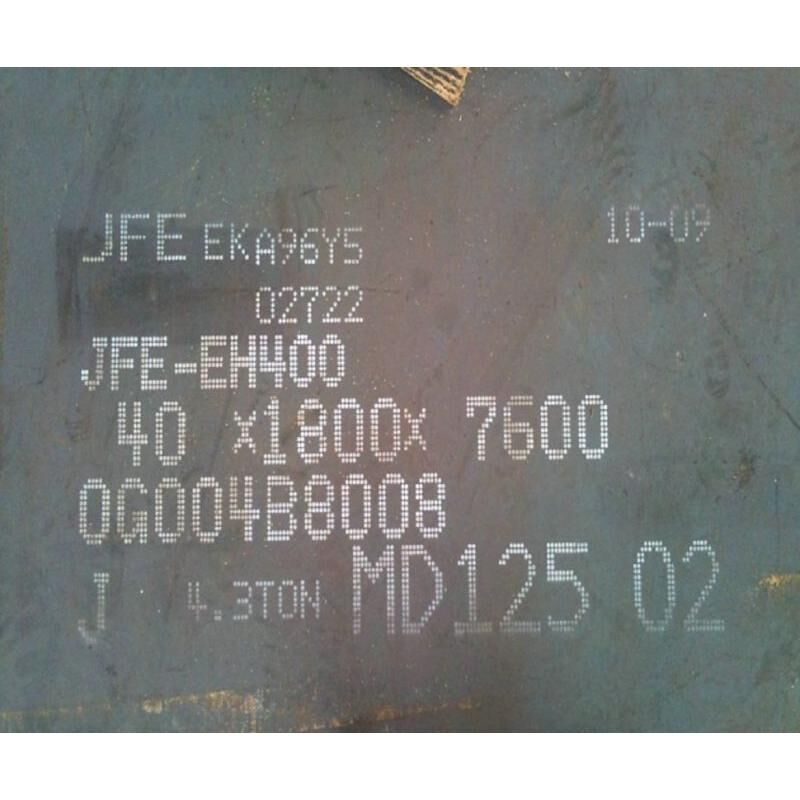 JFE EKA96Y5 10-09
02722
JFE-EH400
40 x1800x 7600
0G004B8008
J 4.3TON MD125 02